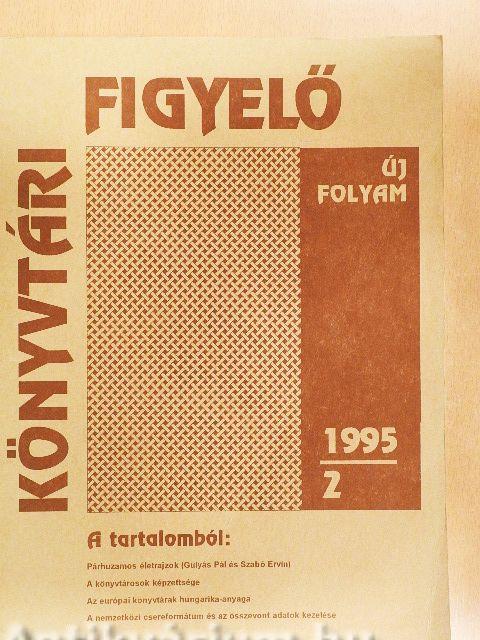 KÖNYVTÁRI
FIGYELŐ
ÚJ
FOLYAM
1995
2
A tartalomból:
Párhuzamos életrajzok (Gulyás Pál és Szabó Ervin)
A könyvtárosok képzettsége
Az európai könyvtárak hungarika-anyaga
A nemzetközi csereformátum és az összevont adatok kezelése